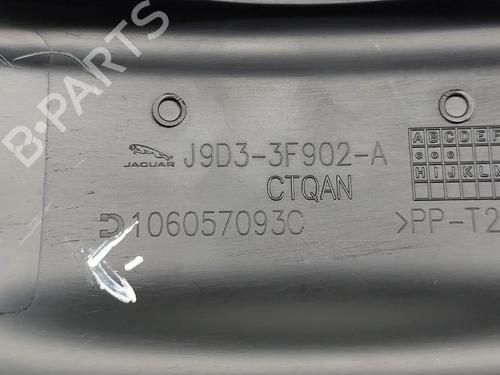 B-PARTS
JAGUAR J9D3-3F902-A
CTQAN
106057093C >PP-T2
A B C D E
H I J K L